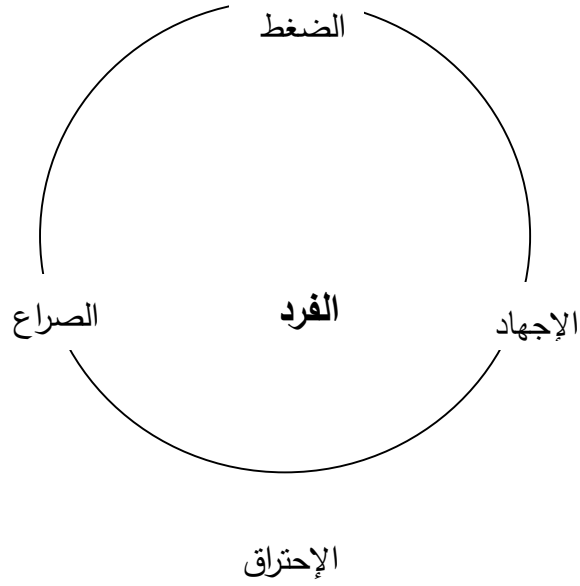 الضغط
الإجهاد
الفرد
الصراع
الإحتراق